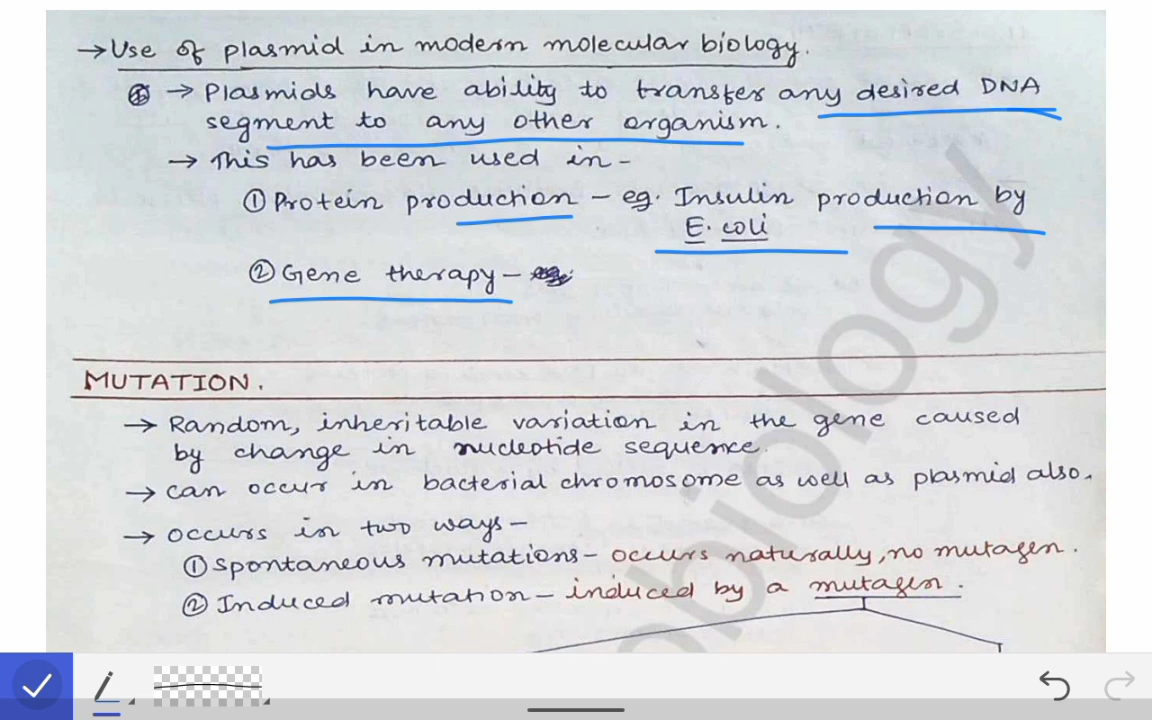 → Use of plasmid in modern molecular biology.
→ Plasmids have ability to transfer any desired DNA
segment to any other organism.
→ This has been used in -
① Protein production - eg. Insulin production by
E. coli
② Gene therapy -
MUTATION.
→ Random, inheritable variation in the gene caused
by change in nucleotide sequence.
→ can occur in bacterial chromosome as well as plasmid also.
→ occurs in two ways -
① Spontaneous mutations - occurs naturally, no mutagen.
② Induced mutation - induced by a mutagen.
obiology